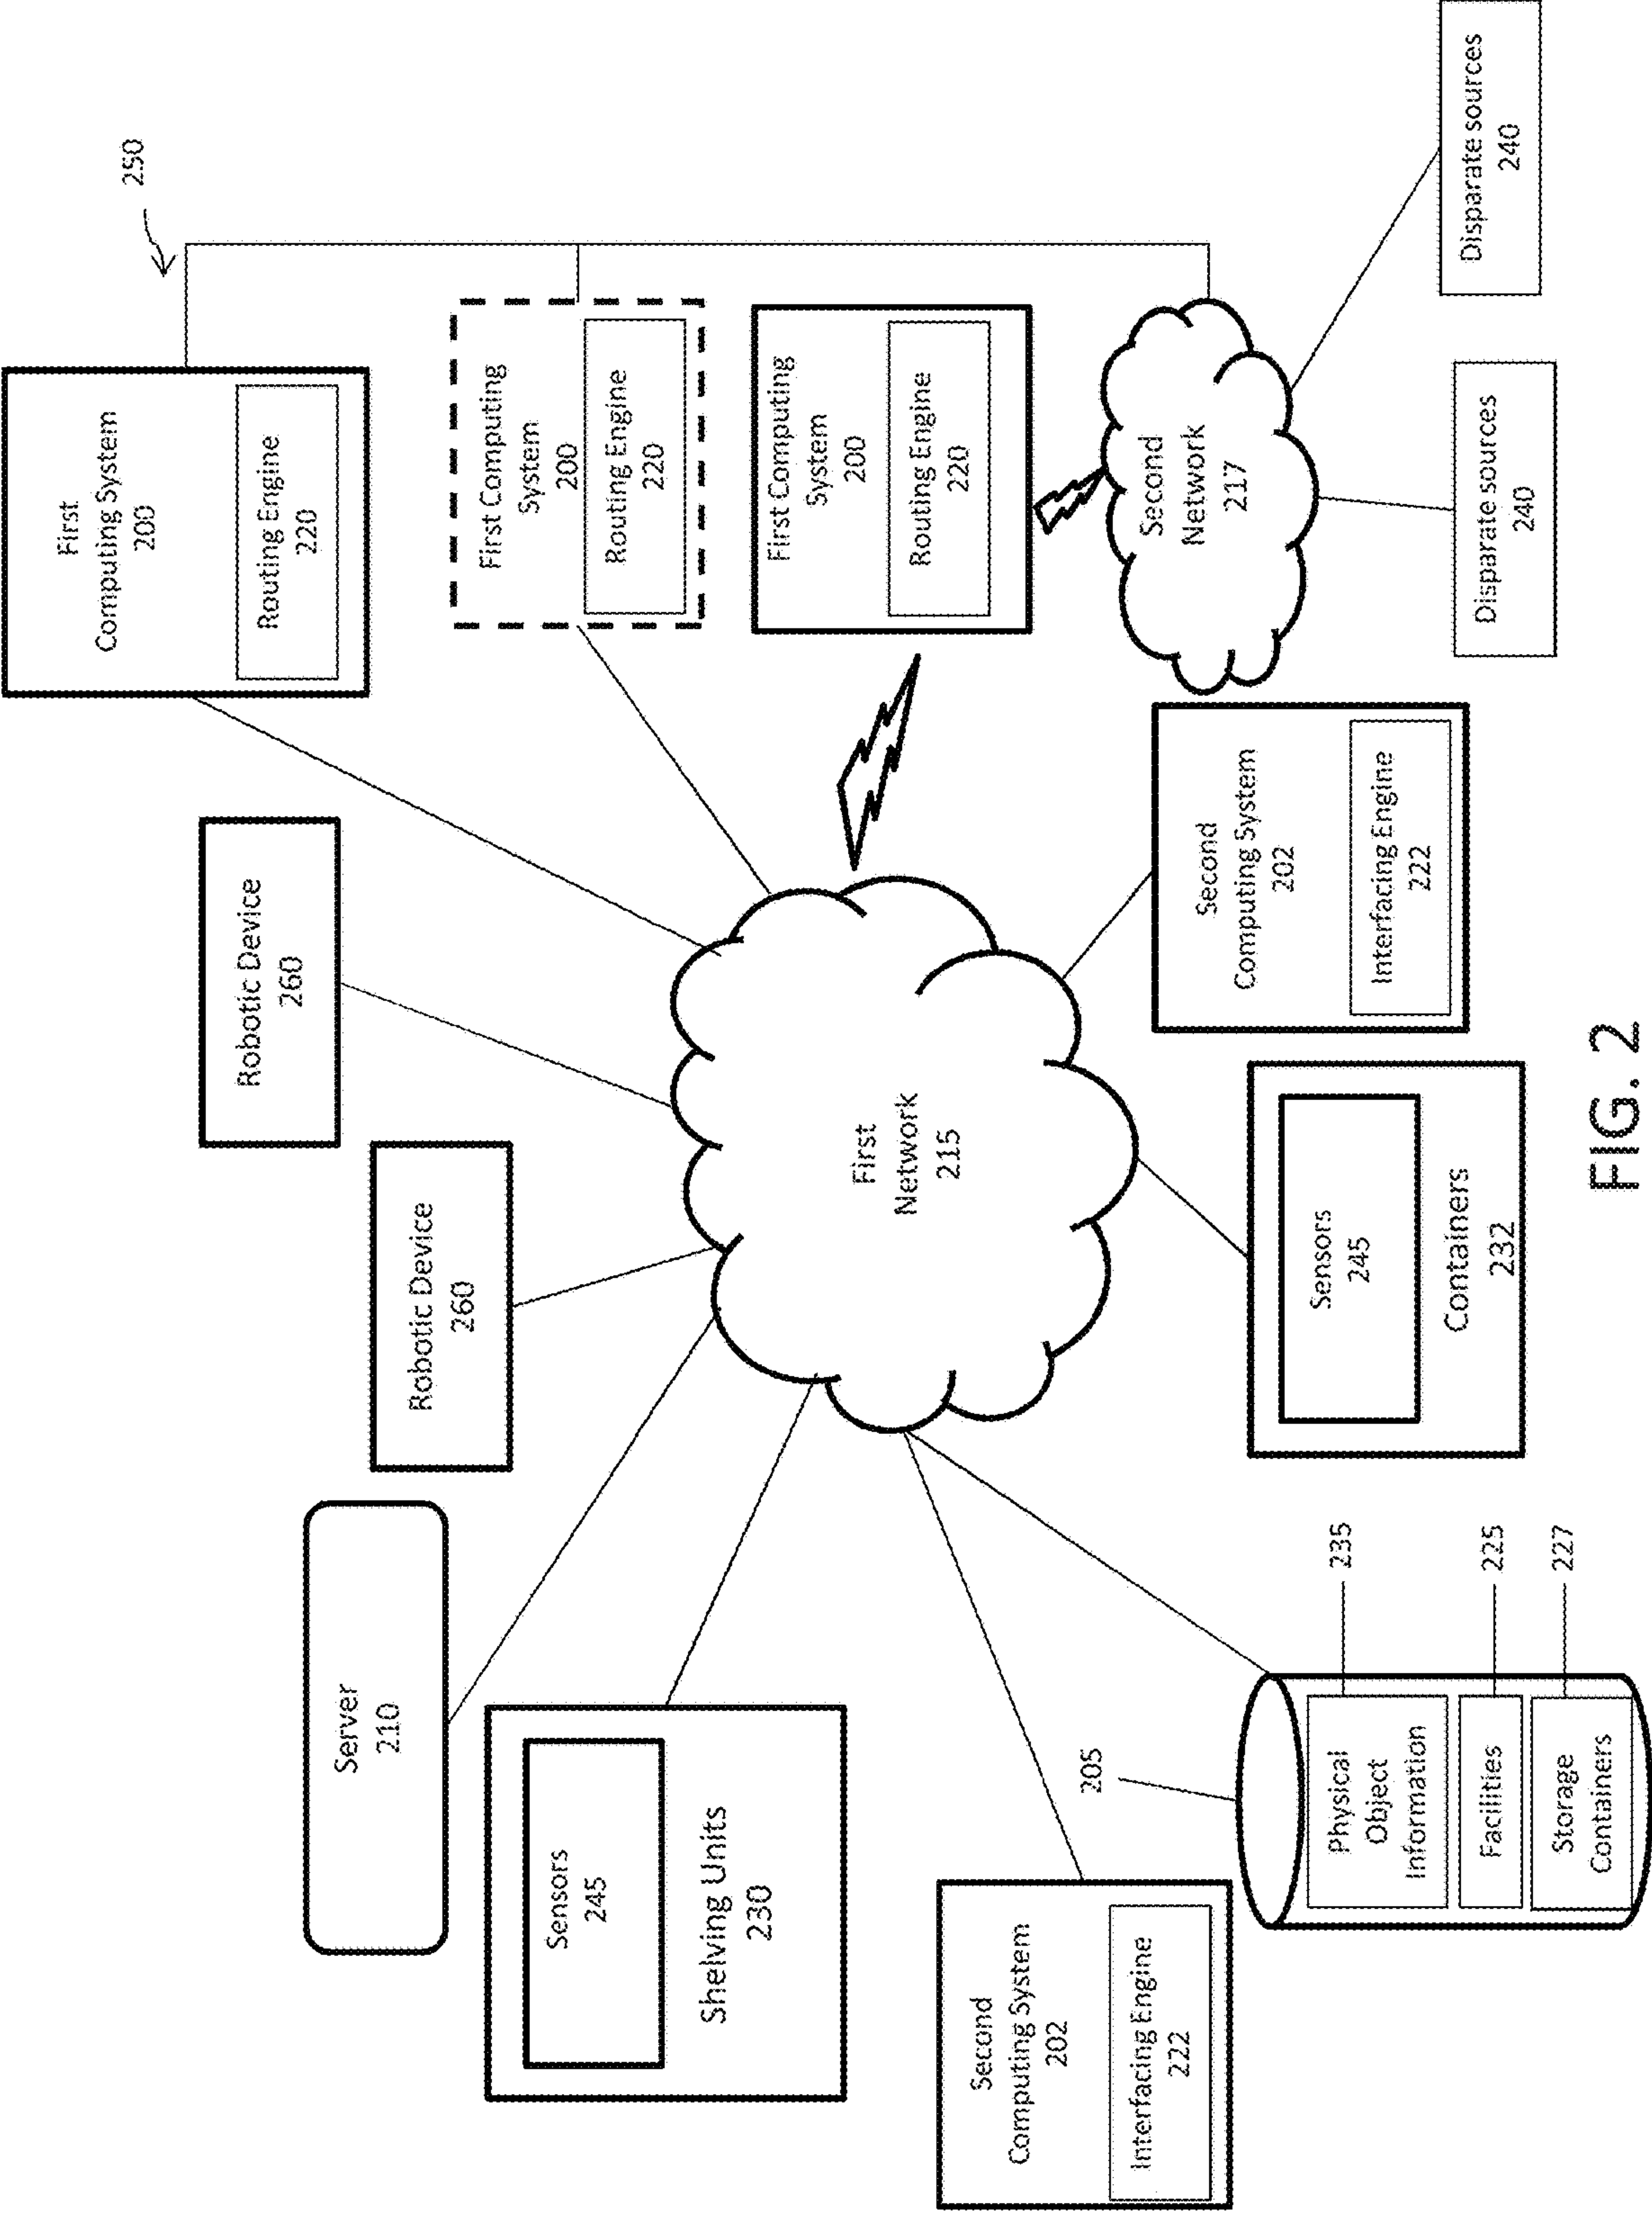 Server
210
Robotic Device
260
Robotic Device
260
First
Computing System
200
Routing Engine
220
250
Sensors
245
Shelving Units
230
First Computing
System
200
Routing Engine
220
First
Network
215
First Computing
System
200
Routing Engine
220
Second
Computing System
202
Interfacing Engine
222
205
Physical
Object
Information
235
Facilities
225
Storage
Containers
227
Sensors
245
Containers
232
Second
Computing System
202
Interfacing Engine
222
Second
Network
217
Disparate sources
240
Disparate sources
240
FIG. 2